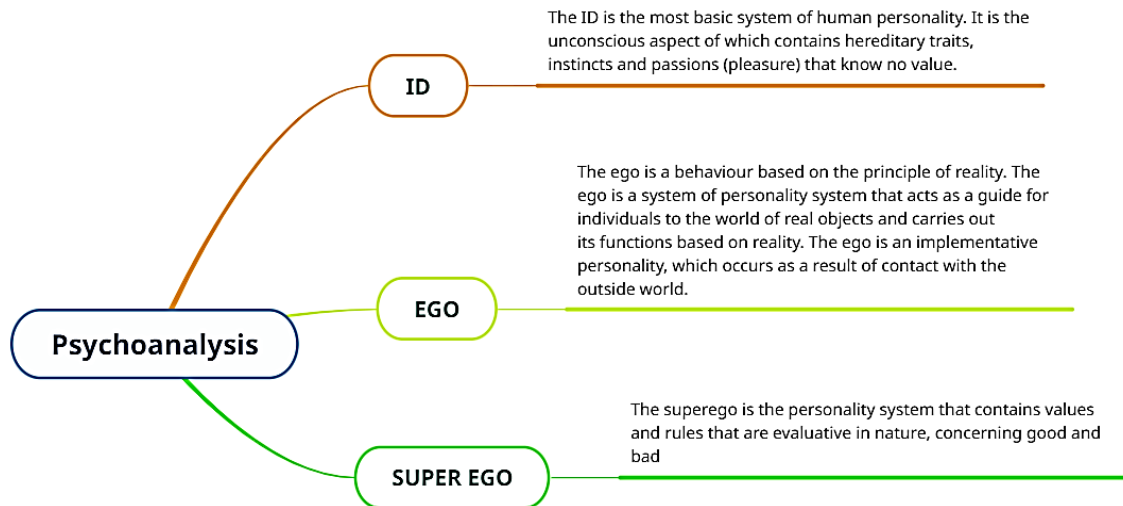 The ID is the most basic system of human personality. It is the
unconscious aspect of which contains hereditary traits,
instincts and passions (pleasure) that know no value.
ID
The ego is a behaviour based on the principle of reality. The
ego is a system of personality system that acts as a guide for
individuals to the world of real objects and carries out
its functions based on reality. The ego is an implementative
personality, which occurs as a result of contact with the
outside world.
EGO
Psychoanalysis
The superego is the personality system that contains values
and rules that are evaluative in nature, concerning good and
bad
SUPER EGO